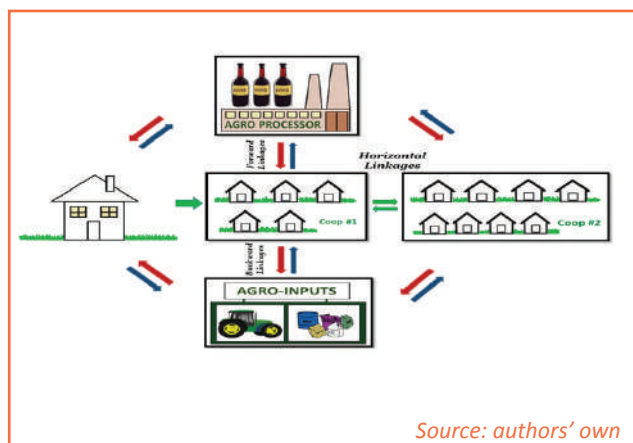 AGRO PROCESSOR
Forward
Linkages
Horizontal
Linkages
Coop #1
Coop #2
Backward
Linkages
AGRO-INPUTS
Source: authors' own